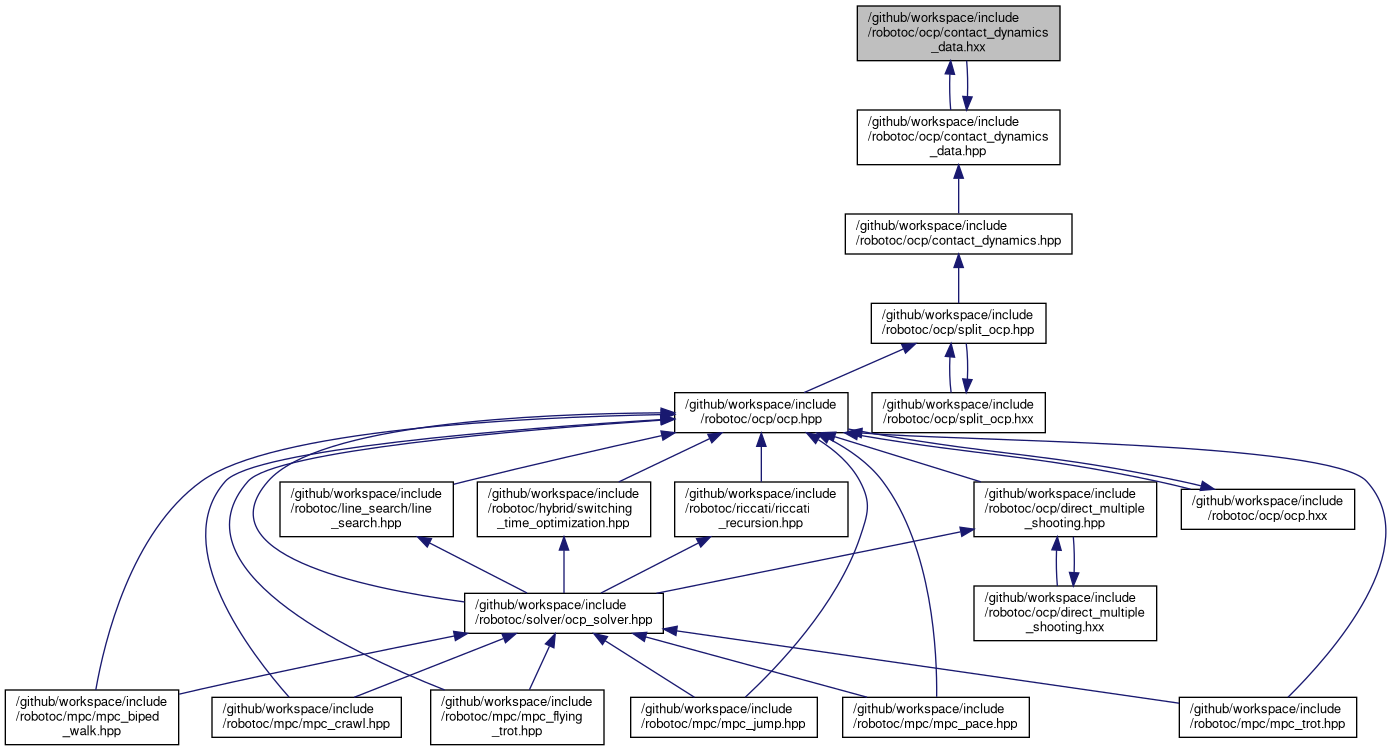 /github/workspace/include
/robotoc/ocp/contact_dynamics
_data.hxx
/github/workspace/include
/robotoc/ocp/contact_dynamics
_data.hpp
/github/workspace/include
/robotoc/ocp/contact_dynamics.hpp
/github/workspace/include
/robotoc/ocp/split_ocp.hpp
/github/workspace/include
/robotoc/ocp/ocp.hpp
/github/workspace/include
/robotoc/ocp/split_ocp.hxx
/github/workspace/include
/robotoc/line_search/line
_search.hpp
/github/workspace/include
/robotoc/hybrid/switching
_time_optimization.hpp
/github/workspace/include
/robotoc/riccati/riccati
_recursion.hpp
/github/workspace/include
/robotoc/ocp/direct_multiple
_shooting.hpp
/github/workspace/include
/robotoc/ocp/ocp.hxx
/github/workspace/include
/robotoc/solver/ocp_solver.hpp
/github/workspace/include
/robotoc/ocp/direct_multiple
_shooting.hxx
/github/workspace/include
/robotoc/mpc/mpc_biped
_walk.hpp
/github/workspace/include
/robotoc/mpc/mpc_crawl.hpp
/github/workspace/include
/robotoc/mpc/mpc_flying
_trot.hpp
/github/workspace/include
/robotoc/mpc/mpc_jump.hpp
/github/workspace/include
/robotoc/mpc/mpc_pace.hpp
/github/workspace/include
/robotoc/mpc/mpc_trot.hpp